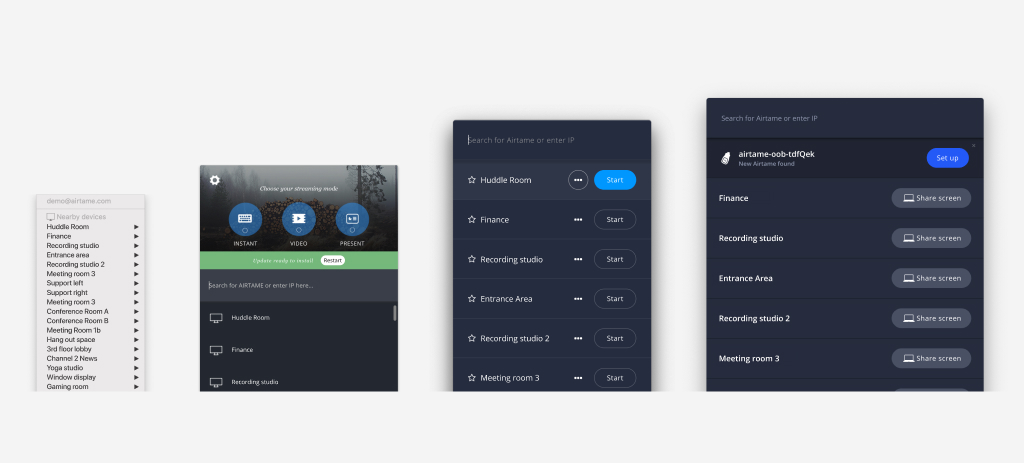 demo@airtame.com
Nearby devices
Huddle Room
Finance
Recording studio
Entrance area
Recording studio 2
Meeting room 3
Support left
Support right
Meeting room 3
Conference Room A
Conference Room B
Meeting Room 1b
Hang out space
3rd floor lobby
Channel 2 News
Yoga studio
Window display
Gaming room
Choose your streaming mode
INSTANT VIDEO PRESENT
Update ready to install Restart
Search for AIRTAME or enter IP here...
Huddle Room
Finance
Recording studio
Search for Airtame or enter IP
Huddle Room ••• Start
Finance ••• Start
Recording studio ••• Start
Entrance Area ••• Start
Recording studio 2 ••• Start
Meeting room 3 ••• Start
Search for Airtame or enter IP
airtame-oob-tdfQek
New Airtame found
Set up
Finance Share screen
Recording studio Share screen
Entrance Area Share screen
Recording studio 2 Share screen
Meeting room 3 Share screen